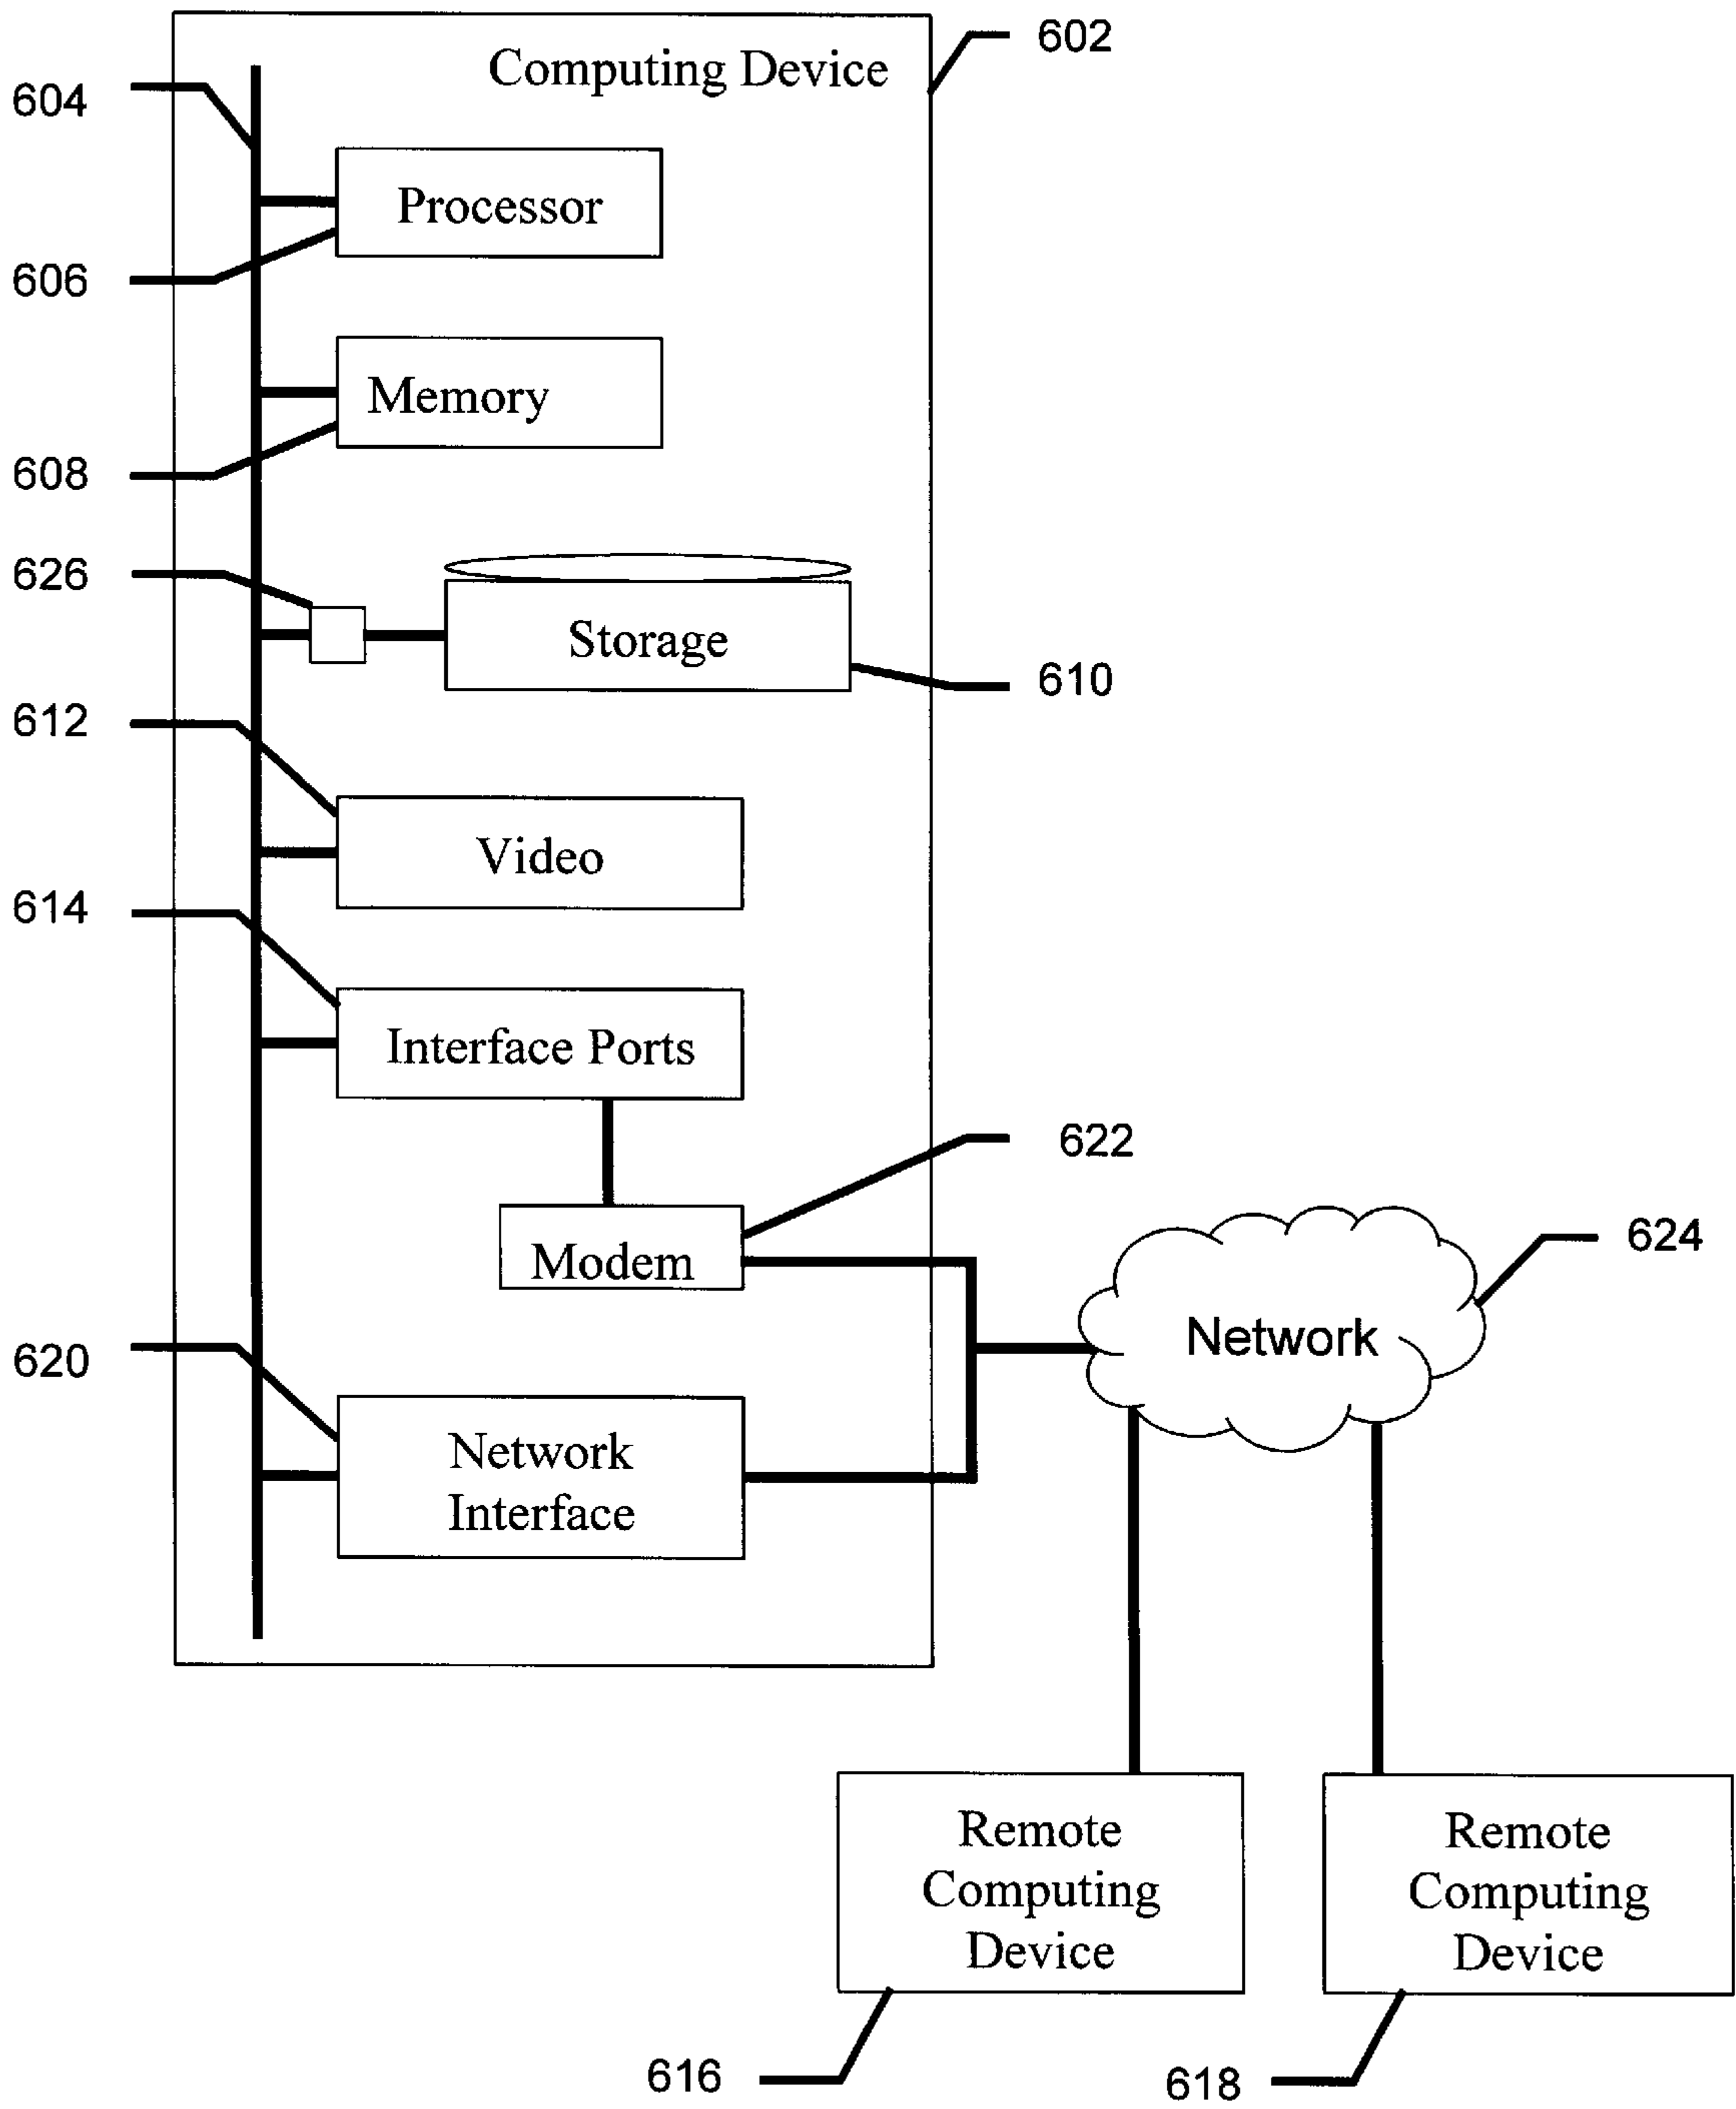 602
Computing Device
604
Processor
606
Memory
608
626
Storage
610
612
Video
614
Interface Ports
622
Modem
624
Network
620
Network
Interface
Remote
Computing
Device
Remote
Computing
Device
616
618